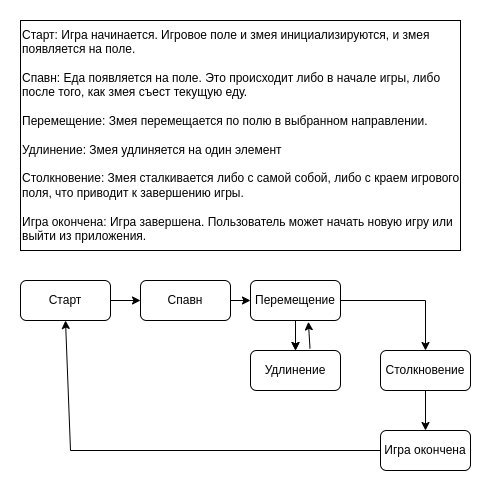 Старт: Игра начинается. Игровое поле и змея инициализируются, и змея
появляется на поле.
Спавн: Еда появляется на поле. Это происходит либо в начале игры, либо
после того, как змея съест текущую еду.
Перемещение: Змея перемещается по полю в выбранном направлении.
Удлинение: Змея удлиняется на один элемент
Столкновение: Змея сталкивается либо с самой собой, либо с краем игрового
поля, что приводит к завершению игры.
Игра окончена: Игра завершена. Пользователь может начать новую игру или
выйти из приложения.
Старт
Спавн
Перемещение
Удлинение
Столкновение
Игра окончена